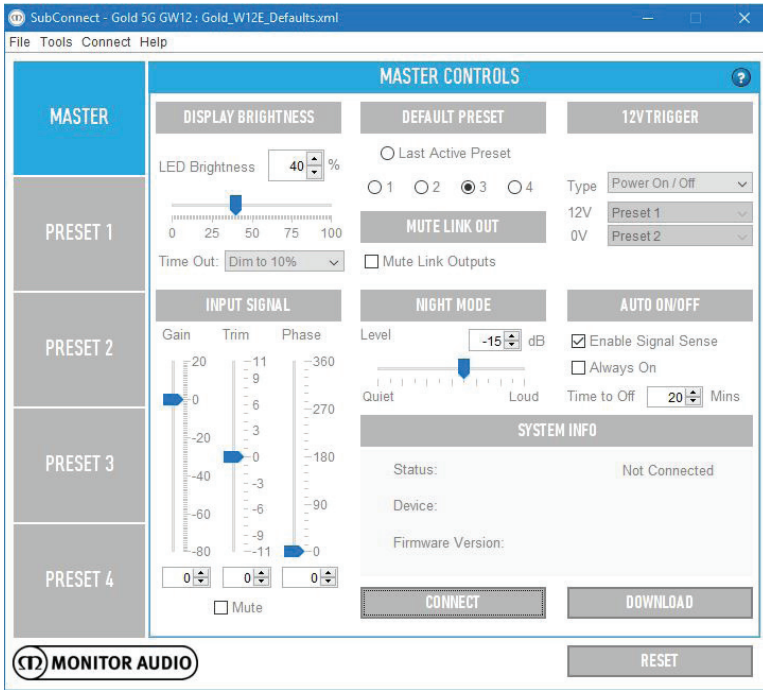 SubConnect - Gold 5G GW12 : Gold_W12E_Defaults.xml
File Tools Connect Help
MASTER
PRESET 1
PRESET 2
PRESET 3
PRESET 4
MASTER CONTROLS
?
DISPLAY BRIGHTNESS
LED Brightness 40 %
0 25 50 75 100
Time Out: Dim to 10%
DEFAULT PRESET
Last Active Preset
1 2 3 4
MUTE LINK OUT
Mute Link Outputs
12V TRIGGER
Type Power On / Off
12V Preset 1
0V Preset 2
INPUT SIGNAL
Gain Trim Phase
20 11 360
9
0 6 270
3
-20 0 180
-40 -3
-6 90
-60
-9
-80 -11 0
0 0 0
Mute
NIGHT MODE
Level -15 dB
Quiet Loud
AUTO ON/OFF
Enable Signal Sense
Always On
Time to Off 20 Mins
SYSTEM INFO
Status: Not Connected
Device:
Firmware Version:
CONNECT DOWNLOAD
MONITOR AUDIO
RESET